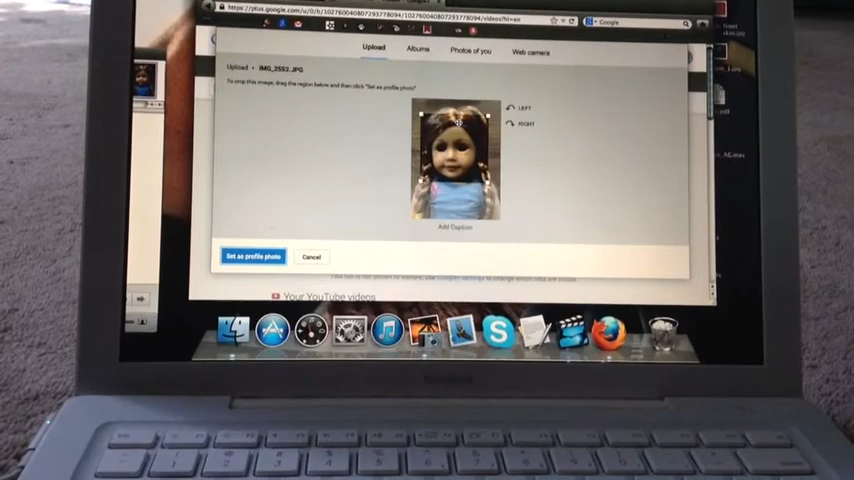 https://plus.google.com/u/0/b/102760040807293778094/102760040807293778094/videos?hl=en
Google
Upload
Albums
Photos of you
Web camera
Upload • IMG_2552.JPG
To crop this image, drag the region below and then click "Set as profile photo"
LEFT
RIGHT
Add Caption
Set as profile photo
Cancel
Your YouTube videos
_AG.mov